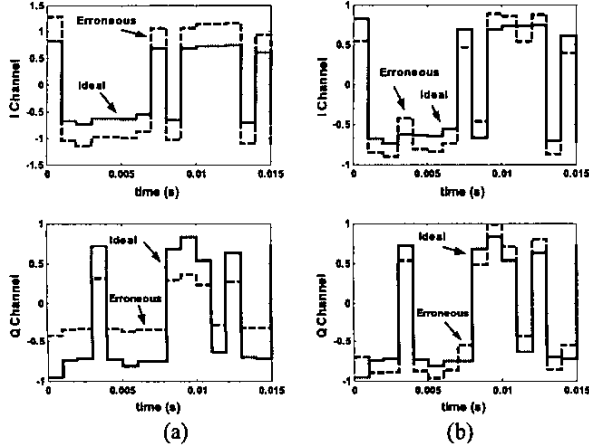 1.5
1
0.5
0
-0.5
-1
-1.5
I Channel
Erroneous
Ideal
0
0.005
0.01
0.015
time (s)
1
0.5
0
-0.5
-1
I Channel
Erroneous
Ideal
0
0.005
0.01
0.015
time (s)
1
0.5
0
-0.5
-1
Q Channel
Ideal
Erroneous
0
0.005
0.01
0.015
time (s)
(a)
1
0.5
0
-0.5
-1
Q Channel
Ideal
Erroneous
0
0.005
0.01
0.015
time (s)
(b)